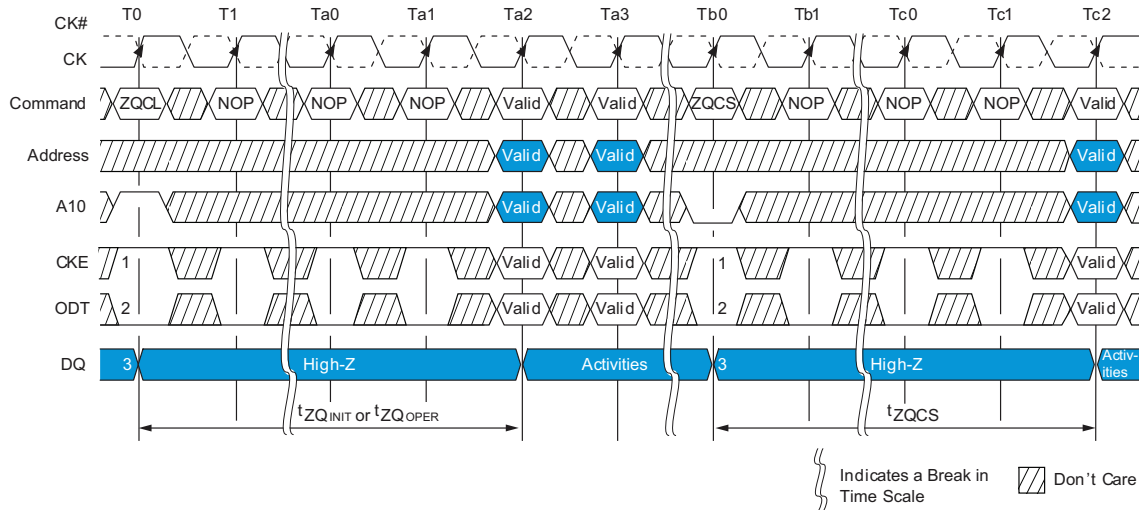 T0 T1 Ta0 Ta1 Ta2 Ta3 Tb0 Tb1 Tc0 Tc1 Tc2
CK#
CK
Command ZQCL NOP NOP NOP Valid Valid ZQCS NOP NOP NOP Valid
Address Valid Valid Valid
A10 Valid Valid Valid
CKE 1 Valid Valid 1 Valid
ODT 2 Valid Valid 2 Valid
DQ 3 High-Z Activities 3 High-Z Activ-
ities
tZQINIT or tZQOPER tZQCS
Indicates a Break in
Time Scale
Don't Care